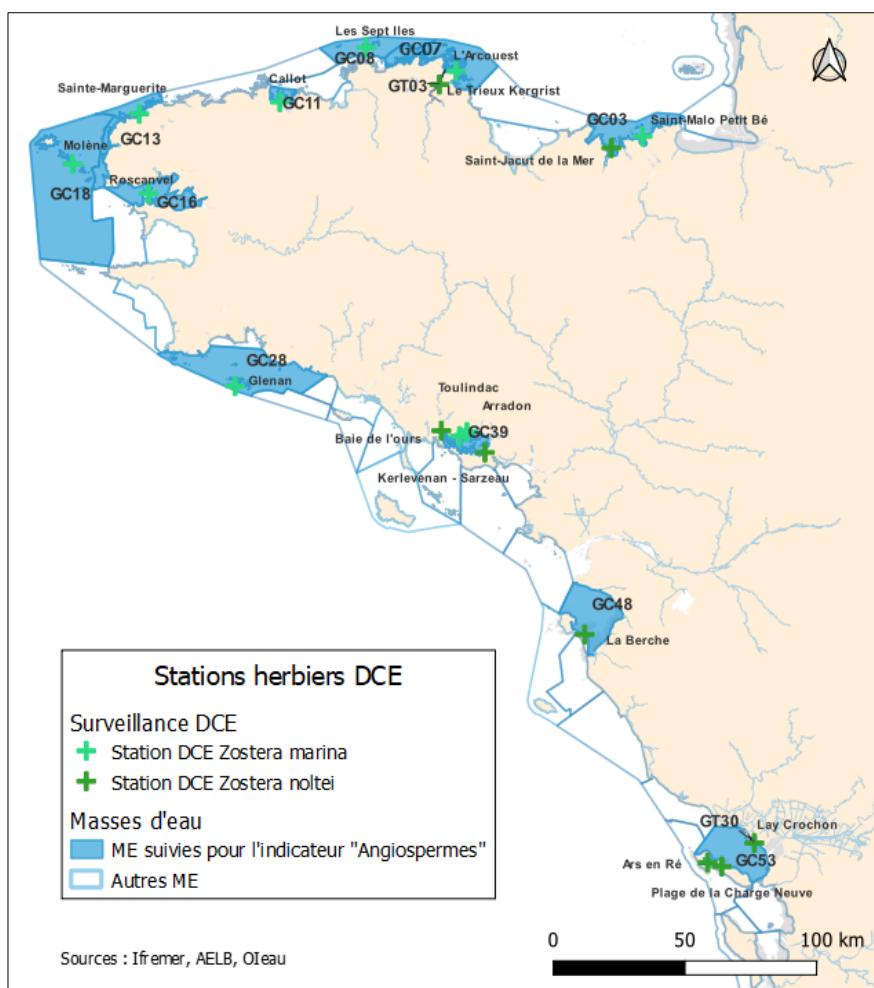 Les Sept Iles
GC07
GC08
L'Arcouest
Sainte-Marguerite
Callot
GT03
Le Trieux Kergrist
GC11
GC13
GC03
Saint-Malo Petit Bé
Molène
Saint-Jacut de la Mer
Roscanvel
GC18
GC16
GC28
Glenan
Toulindac
Arradon
Baie de l'ours
GC39
Kerlevenan - Sarzeau
GC48
La Berche
Stations herbiers DCE
Surveillance DCE
Station DCE Zostera marina
Station DCE Zostera noltei
Masses d'eau
ME suivies pour l'indicateur "Angiospermes"
Autres ME
GT30
Lay Crochon
Ars en Ré
GC53
Plage de la Charge Neuve
Sources : Ifremer, AELB, OIeau
0 50 100 km